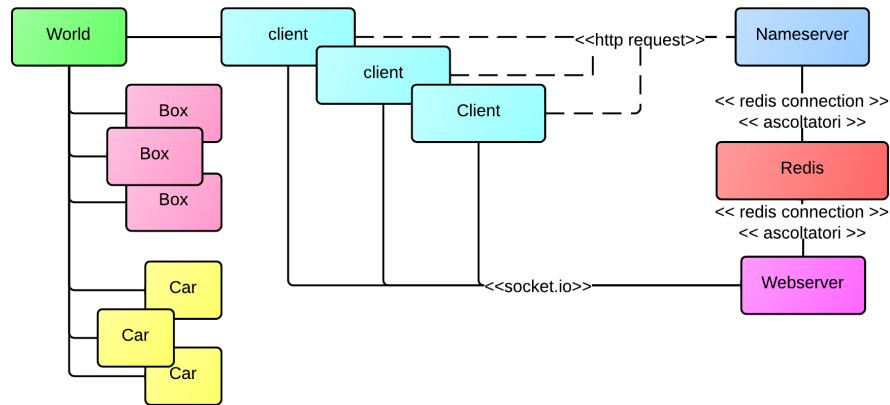 World
client
<<http request>>
Nameserver
client
Client
Box
Box
Box
<< redis connection >>
<< ascoltatori >>
Redis
<< redis connection >>
<< ascoltatori >>
Car
Car
Car
<<socket.io>>
Webserver